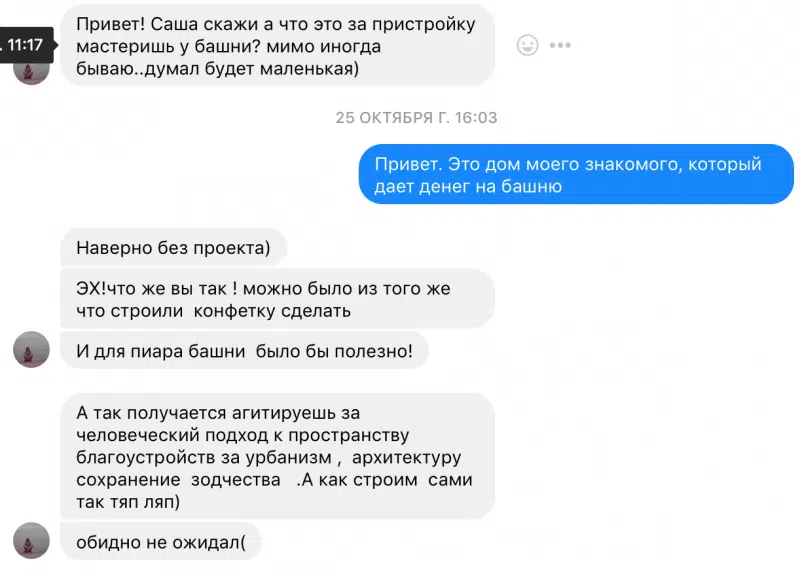 Привет! Саша скажи а что это за пристройку
. 11:17
мастеришь у башни? мимо иногда
бываю..думал будет маленькая)
25 ОКТЯБРЯ Г. 16:03
Привет. Это дом моего знакомого, который
дает денег на башню
Наверно без проекта)
ЭХ!что же вы так ! можно было из того же
что строили конфетку сделать
И для пиара башни было бы полезно!
А так получается агитируешь за
человеческий подход к пространству
благоустройств за урбанизм , архитектуру
сохранение зодчества .А как строим сами
так тяп ляп)
обидно не ожидал(